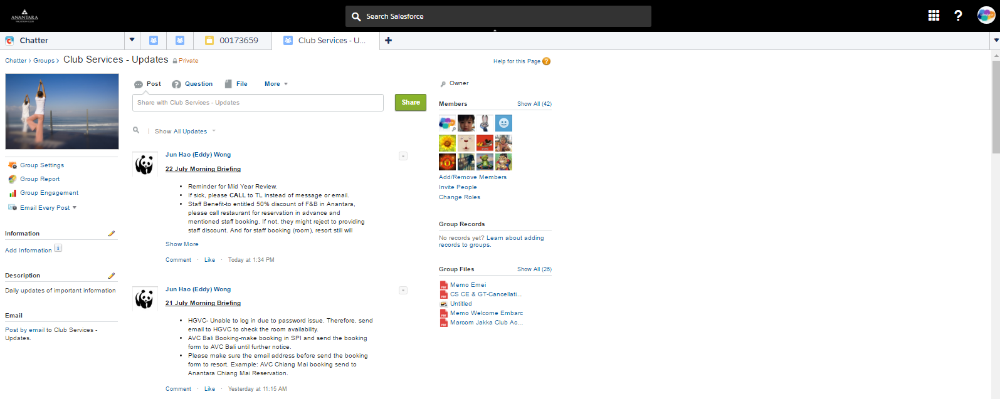 ANANTARA
VACATION CLUB
Search Salesforce
?
Chatter
00173659
Club Services - U...
+
Chatter › Groups › Club Services - Updates Private
Help for this Page ?
Post
Question
File
More
Share with Club Services - Updates
Share
Show All Updates
Group Settings
Group Report
Group Engagement
Email Every Post
Information
Add Information i
Description
Daily updates of important information
Email
Post by email to Club Services -
Updates.
Jun Hao (Eddy) Wong
22 July Morning Briefing
• Reminder for Mid Year Review.
• If sick, please CALL to TL instead of message or email.
• Staff Benefit-to entitled 50% discount of F&B in Anantara,
please call restaurant for reservation in advance and
mentioned staff booking, If not, they might reject to providing
staff discount. And for staff booking (room), resort still will
Show More
Comment · Like · Today at 1:34 PM
Jun Hao (Eddy) Wong
21 July Morning Briefing
• HGVC- Unable to log in due to password issue. Therefore, send
email to HGVC to check the room availability.
• AVC Bali Booking-make booking in SPI and send the booking
form to AVC Bali until further notice.
• Please make sure the email address before send the booking
form to resort. Example: AVC Chiang Mai booking send to
Anantara Chiang Mai Reservation.
Comment · Like · Yesterday at 11:15 AM
Owner
Members Show All (42)
Add/Remove Members
Invite People
Change Roles
Group Records
No records yet? Learn about adding
records to groups.
Group Files Show All (26)
Memo Emei
CS CE & GT-Cancellati...
Untitled
Memo Welcome Embarc
Marcom Jakka Club Ac...